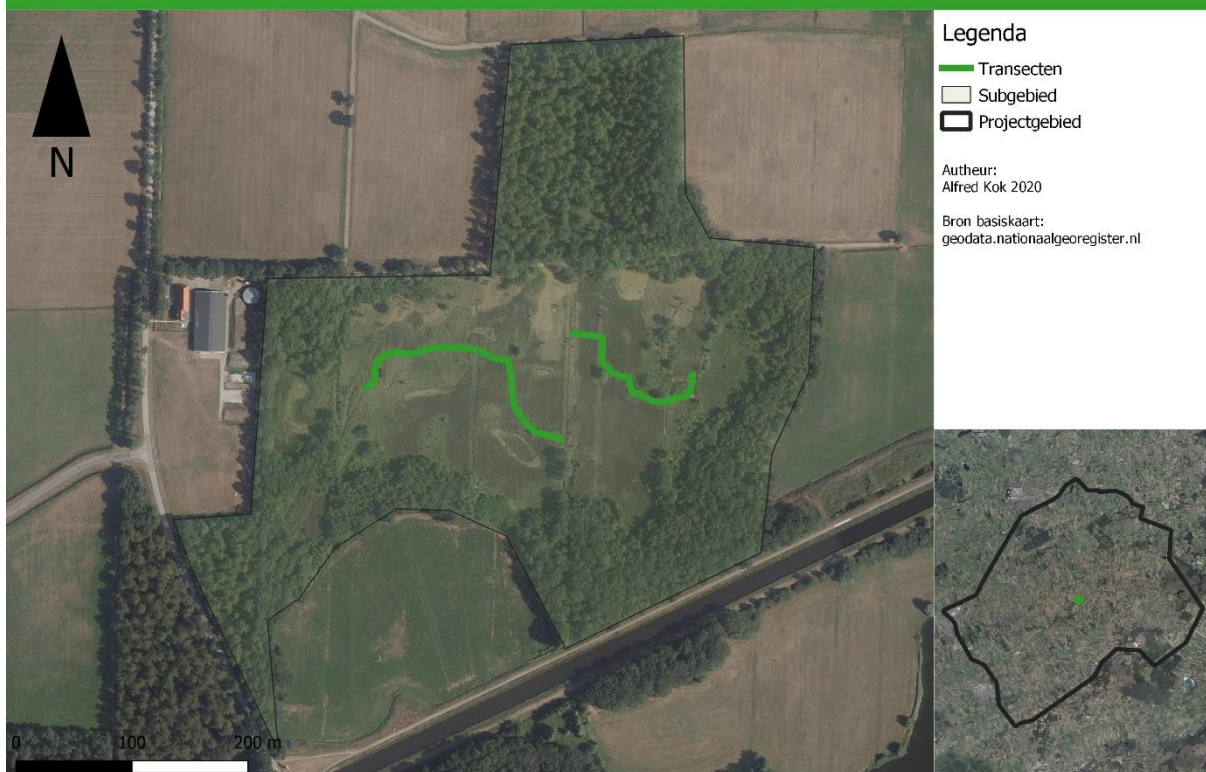 N
0 100 200 m
Legenda
Transecten
Subgebied
Projectgebied
Autheur:
Alfred Kok 2020
Bron basiskaart:
geodata.nationaalgeoregister.nl